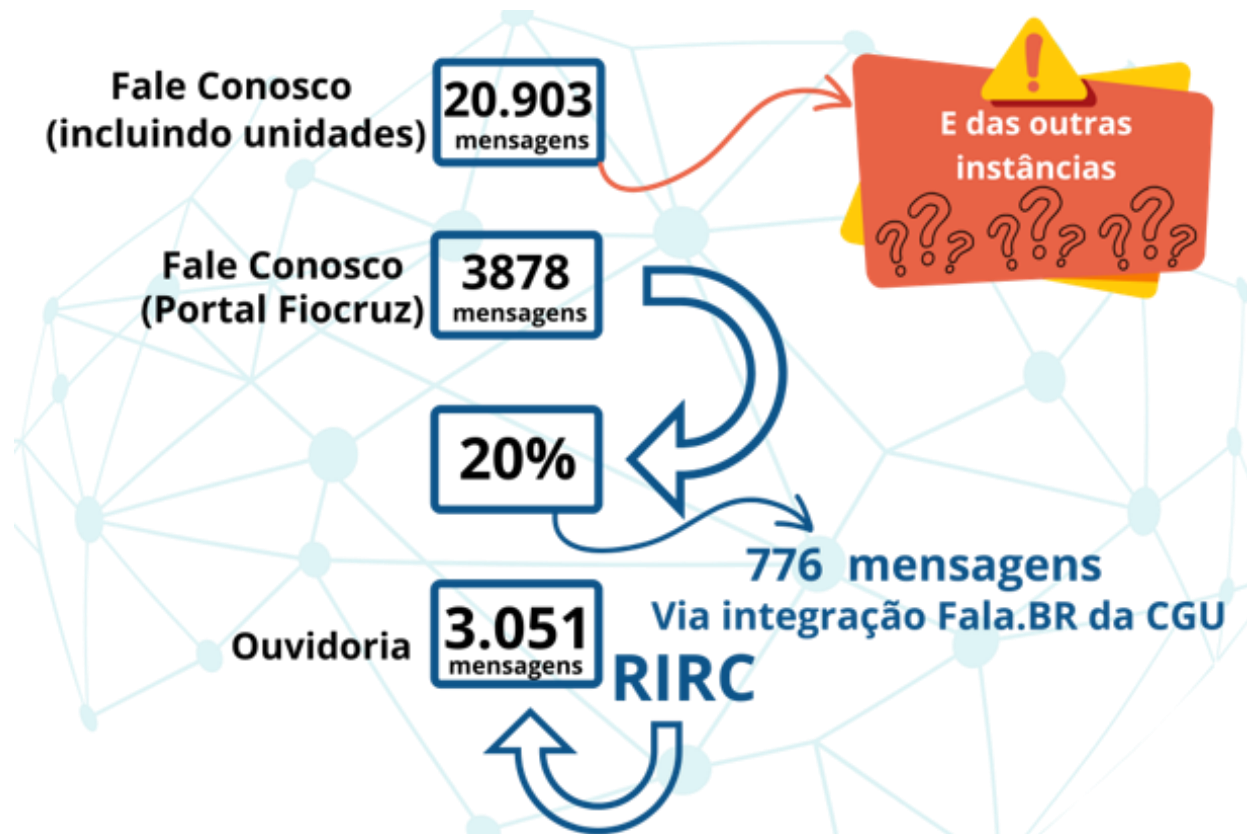 Fale Conosco
(incluindo unidades)
20.903
mensagens
E das outras
instâncias
??? ??? ???
Fale Conosco
(Portal Fiocruz)
3878
mensagens
20%
776 mensagens
Via integração Fala.BR da CGU
Ouvidoria
3.051
mensagens
RIRC